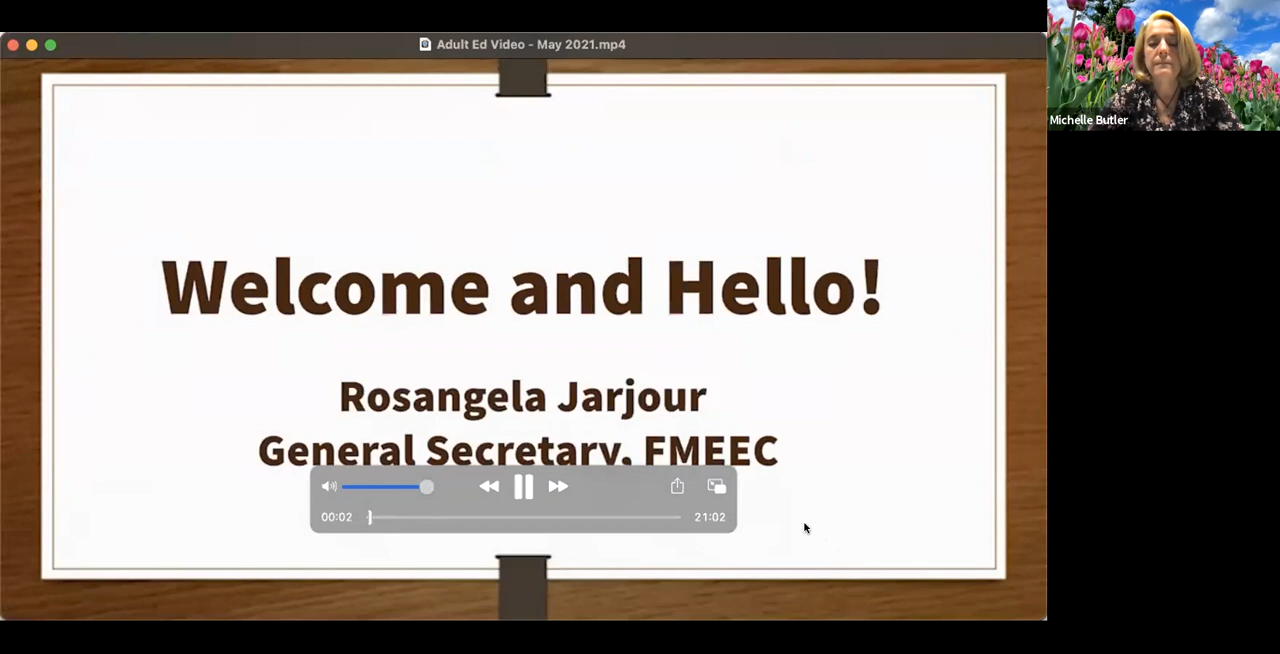 Adult Ed Video - May 2021.mp4
Michelle Butler
Welcome and Hello!
Rosangela Jarjour
General Secretary, FMEEC
00:02
21:02